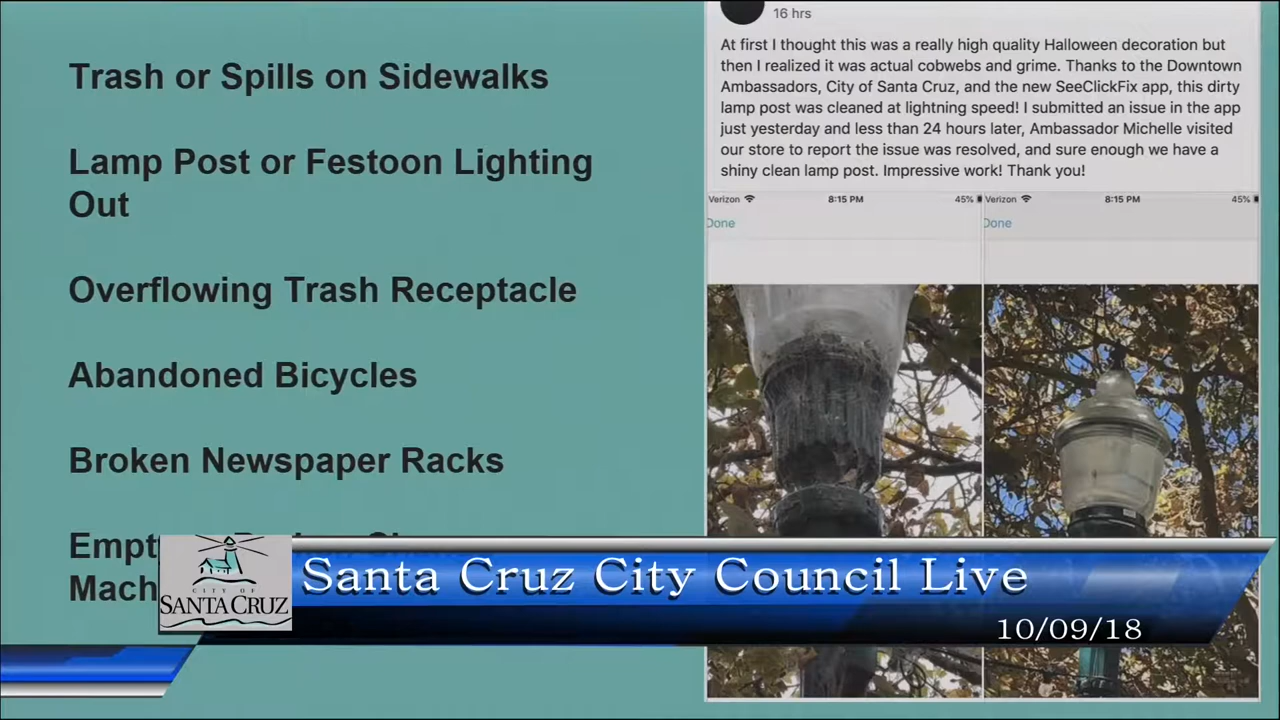 Trash or Spills on Sidewalks
Lamp Post or Festoon Lighting
Out
Overflowing Trash Receptacle
Abandoned Bicycles
Broken Newspaper Racks
16 hrs
At first I thought this was a really high quality Halloween decoration but
then I realized it was actual cobwebs and grime. Thanks to the Downtown
Ambassadors, City of Santa Cruz, and the new SeeClickFix app, this dirty
lamp post was cleaned at lightning speed! I submitted an issue in the app
just yesterday and less than 24 hours later, Ambassador Michelle visited
our store to report the issue was resolved, and sure enough we have a
shiny clean lamp post. Impressive work! Thank you!
Verizon 8:15 PM 45%
Done
Verizon 8:15 PM 45%
Done
CITY OF
SANTA CRUZ
Santa Cruz City Council Live
10/09/18